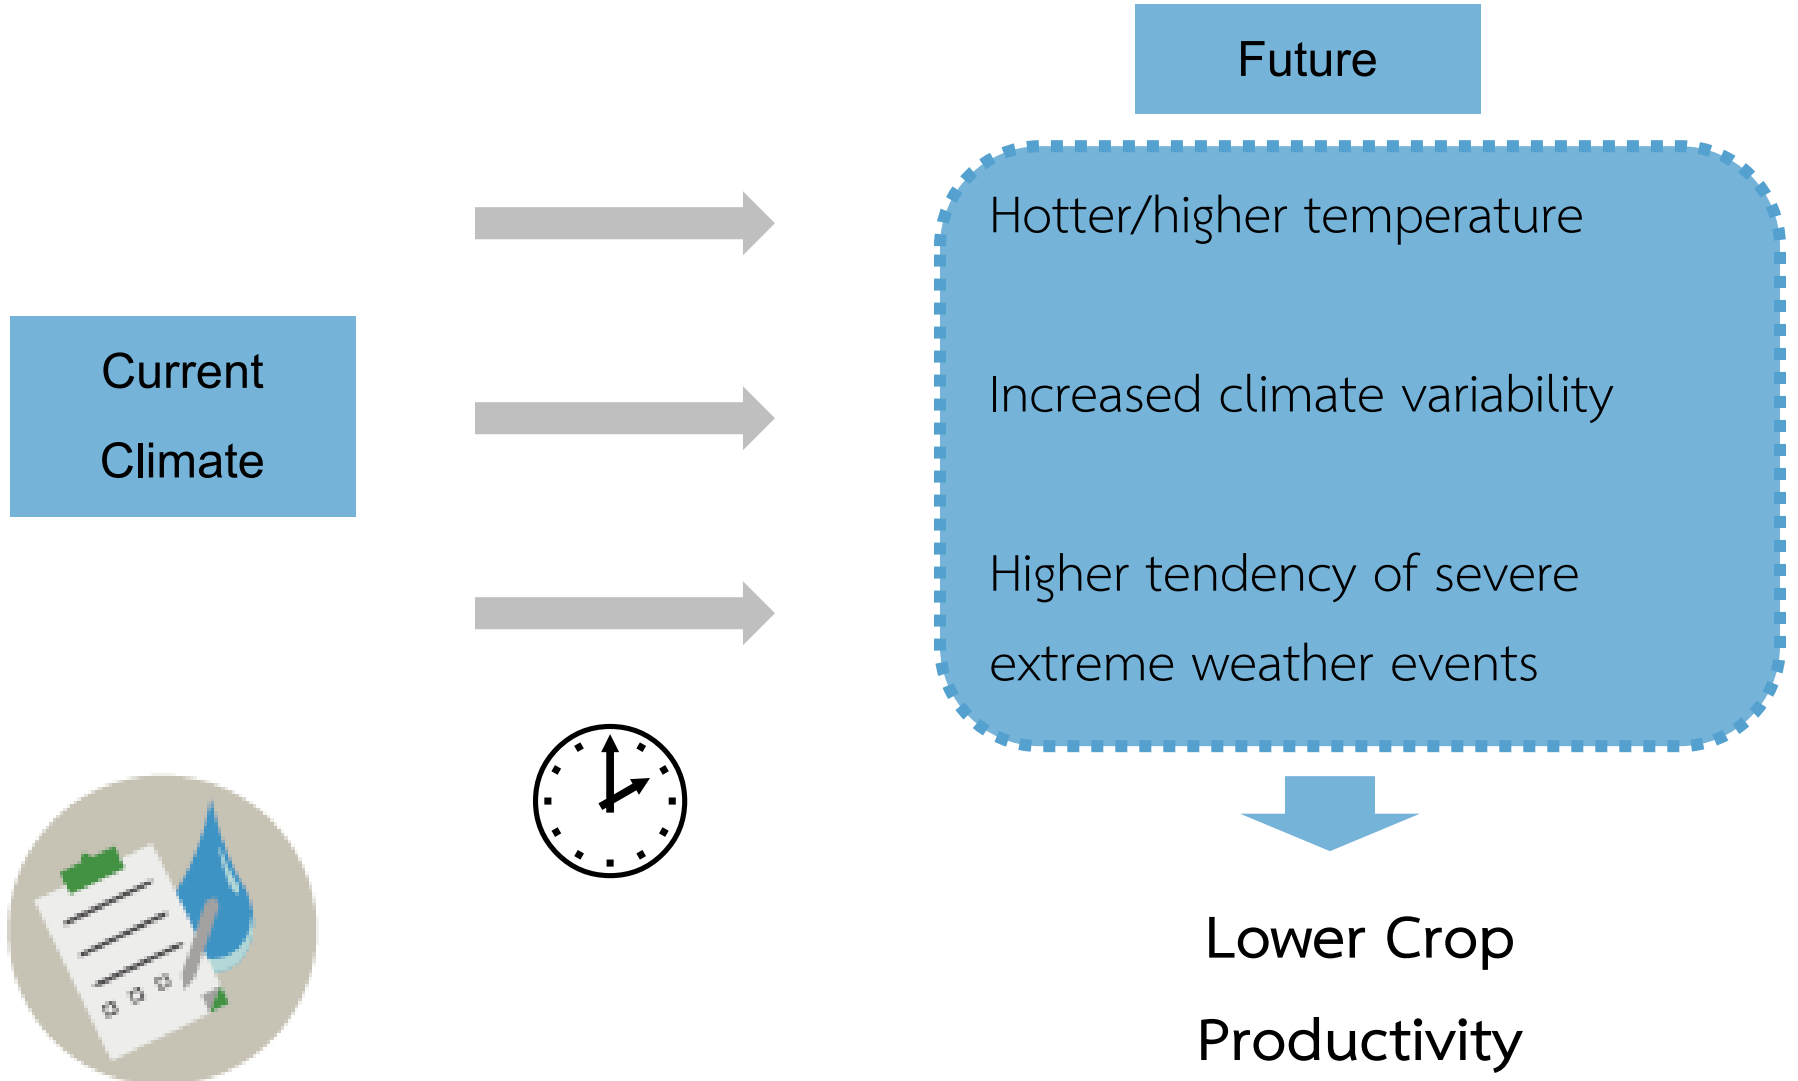 Future
Hotter/higher temperature
Current
Climate
Increased climate variability
Higher tendency of severe
extreme weather events
Lower Crop
Productivity